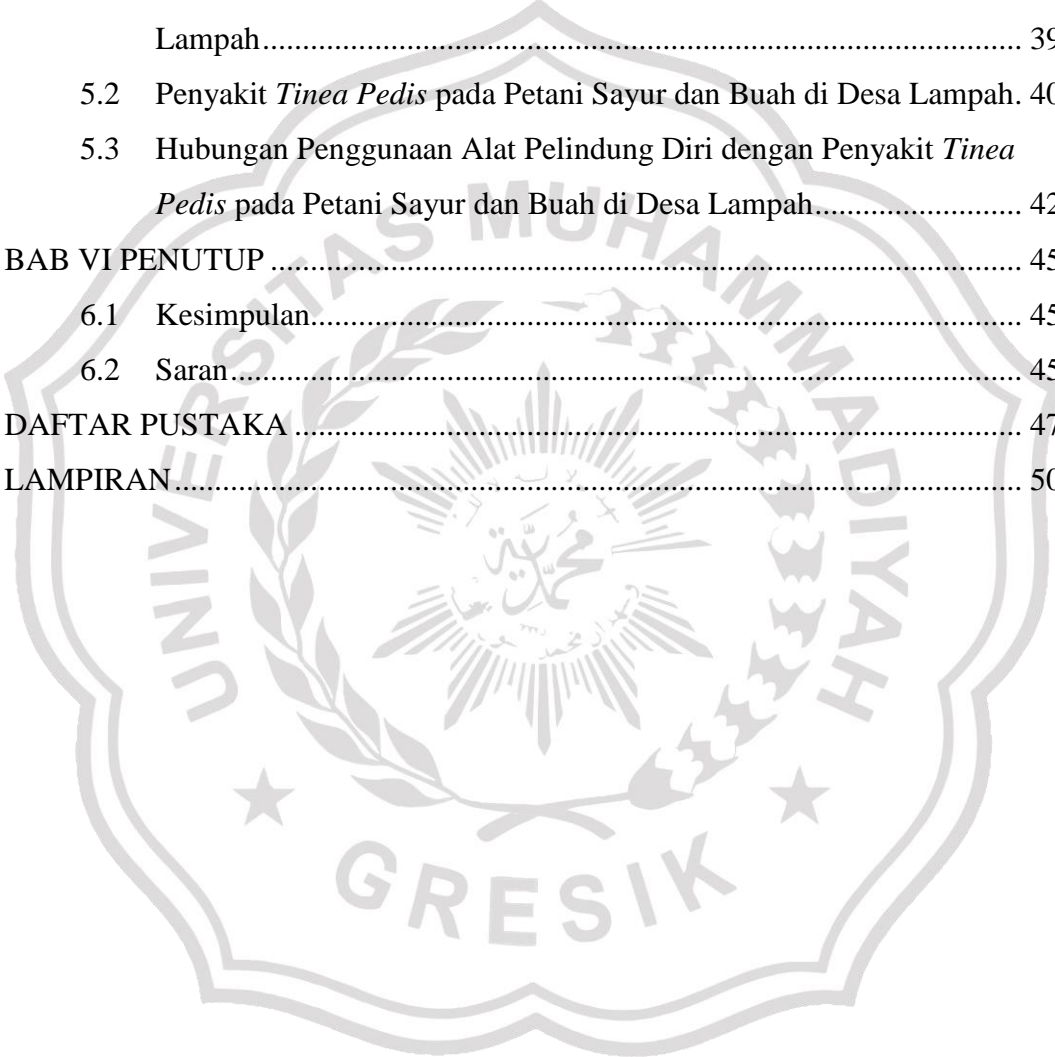 Lampah........................................................................................ 39
5.2 Penyakit Tinea Pedis pada Petani Sayur dan Buah di Desa Lampah. 40
5.3 Hubungan Penggunaan Alat Pelindung Diri dengan Penyakit Tinea
Pedis pada Petani Sayur dan Buah di Desa Lampah.......................... 42
BAB VI PENUTUP .............................................................................. 45
6.1 Kesimpulan................................................................................... 45
6.2 Saran............................................................................................. 45
DAFTAR PUSTAKA ........................................................................... 47
LAMPIRAN......................................................................................... 50
UNIVERSITAS MUHAMMADIYAH
GRESIK